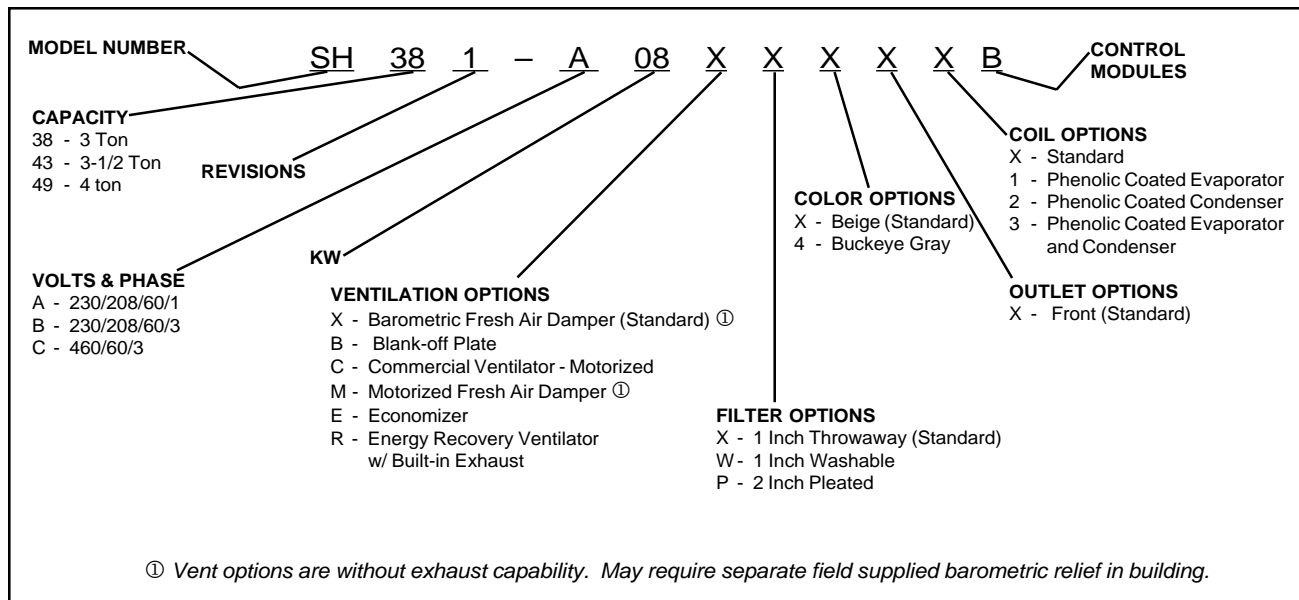 MODEL NUMBER
SH 38 1 – A 08 X X X X X B
CONTROL
MODULES
CAPACITY
38 - 3 Ton
43 - 3-1/2 Ton
49 - 4 ton
REVISIONS
VOLTS & PHASE
A - 230/208/60/1
B - 230/208/60/3
C - 460/60/3
KW
VENTILATION OPTIONS
X - Barometric Fresh Air Damper (Standard) ①
B - Blank-off Plate
C - Commercial Ventilator - Motorized
M - Motorized Fresh Air Damper ①
E - Economizer
R - Energy Recovery Ventilator
w/ Built-in Exhaust
FILTER OPTIONS
X - 1 Inch Throwaway (Standard)
W - 1 Inch Washable
P - 2 Inch Pleated
COLOR OPTIONS
X - Beige (Standard)
4 - Buckeye Gray
OUTLET OPTIONS
X - Front (Standard)
COIL OPTIONS
X - Standard
1 - Phenolic Coated Evaporator
2 - Phenolic Coated Condenser
3 - Phenolic Coated Evaporator
and Condenser
① Vent options are without exhaust capability. May require separate field supplied barometric relief in building.